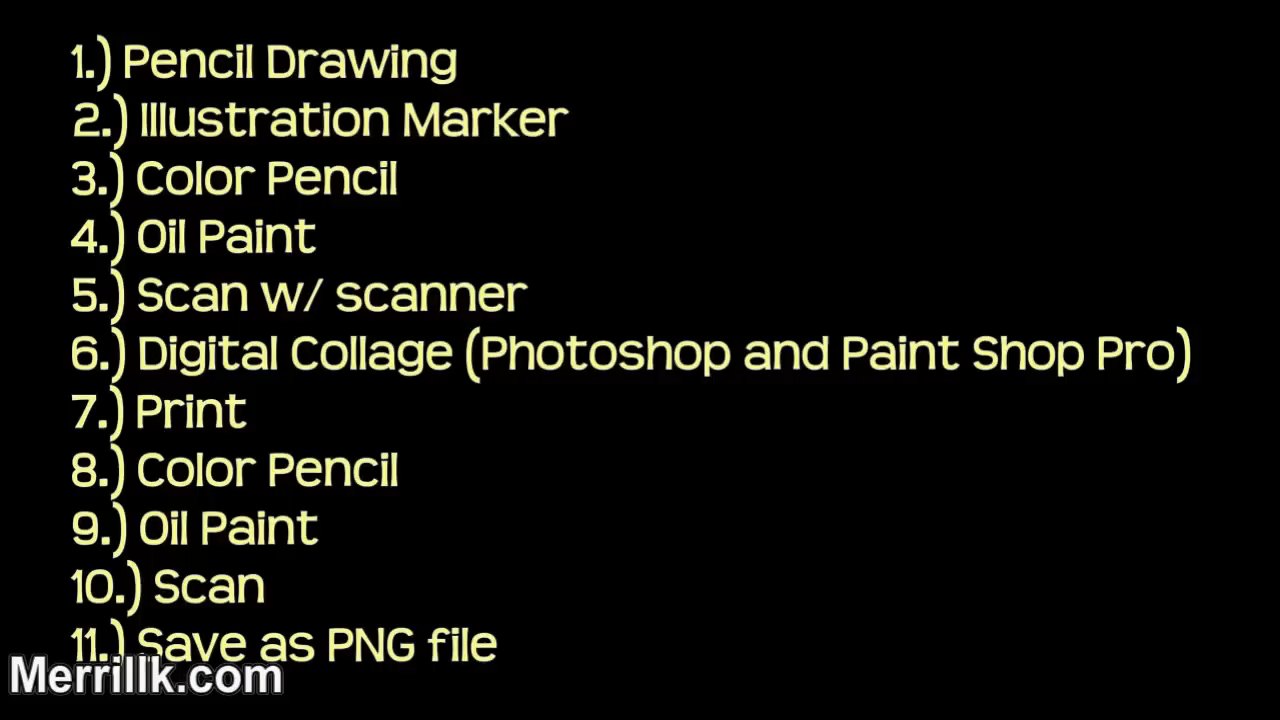 1.) Pencil Drawing
2.) Illustration Marker
3.) Color Pencil
4.) Oil Paint
5.) Scan w/ scanner
6.) Digital Collage (Photoshop and Paint Shop Pro)
7.) Print
8.) Color Pencil
9.) Oil Paint
10.) Scan
11.) Save as PNG file
Merrillk.com